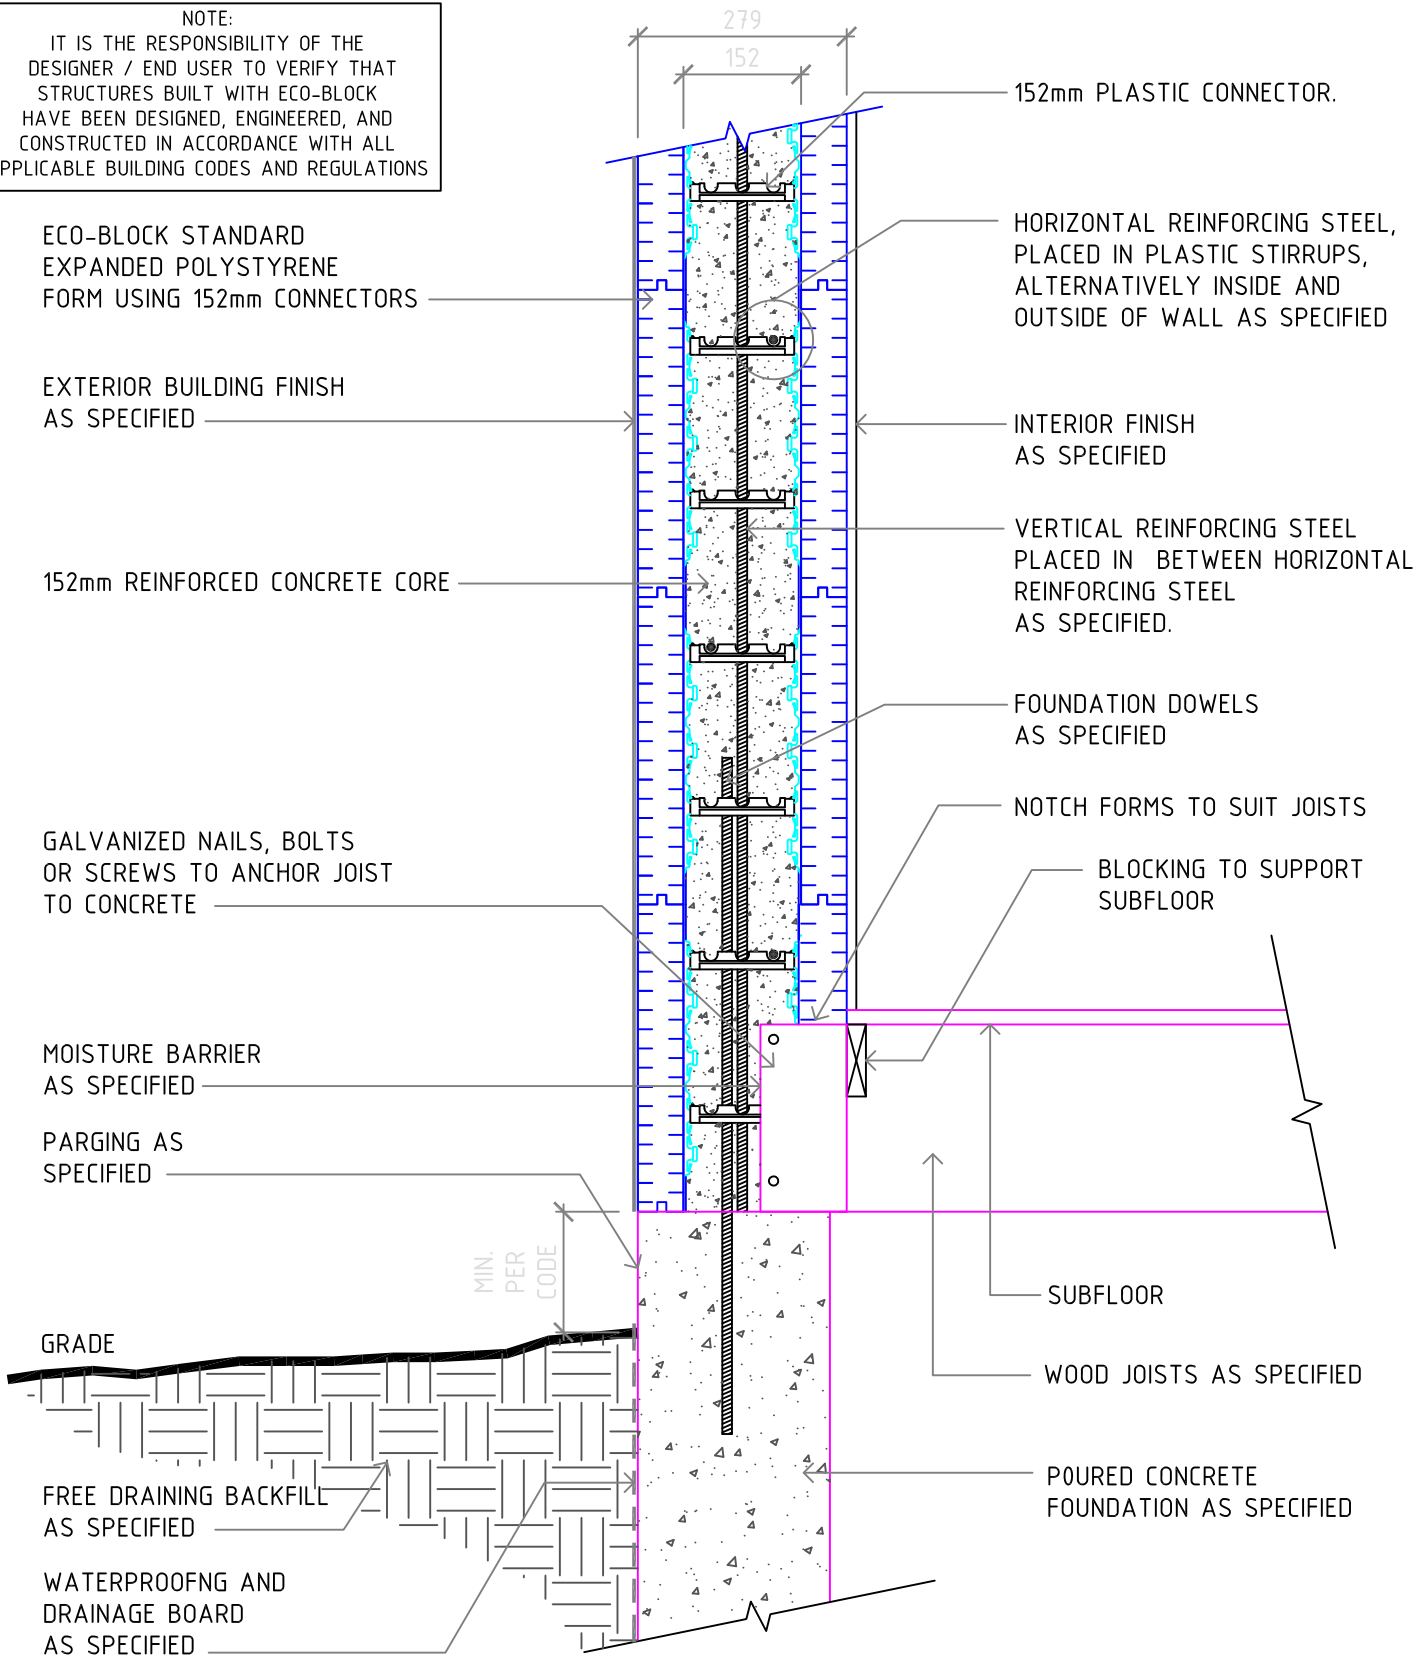 NOTE:
IT IS THE RESPONSIBILITY OF THE
DESIGNER / END USER TO VERIFY THAT
STRUCTURES BUILT WITH ECO-BLOCK
HAVE BEEN DESIGNED, ENGINEERED, AND
CONSTRUCTED IN ACCORDANCE WITH ALL
PPLICABLE BUILDING CODES AND REGULATIONS
279
152
152mm PLASTIC CONNECTOR.
ECO-BLOCK STANDARD
EXPANDED POLYSTYRENE
FORM USING 152mm CONNECTORS
HORIZONTAL REINFORCING STEEL,
PLACED IN PLASTIC STIRRUPS,
ALTERNATIVELY INSIDE AND
OUTSIDE OF WALL AS SPECIFIED
EXTERIOR BUILDING FINISH
AS SPECIFIED
INTERIOR FINISH
AS SPECIFIED
VERTICAL REINFORCING STEEL
PLACED IN  BETWEEN HORIZONTAL
REINFORCING STEEL
AS SPECIFIED.
152mm REINFORCED CONCRETE CORE
FOUNDATION DOWELS
AS SPECIFIED
NOTCH FORMS TO SUIT JOISTS
GALVANIZED NAILS, BOLTS
OR SCREWS TO ANCHOR JOIST
TO CONCRETE
BLOCKING TO SUPPORT
SUBFLOOR
MOISTURE BARRIER
AS SPECIFIED
PARGING AS
SPECIFIED
MIN.
PER
CODE
SUBFLOOR
GRADE
WOOD JOISTS AS SPECIFIED
FREE DRAINING BACKFILL
AS SPECIFIED
POURED CONCRETE
FOUNDATION AS SPECIFIED
WATERPROOFNG AND
DRAINAGE BOARD
AS SPECIFIED